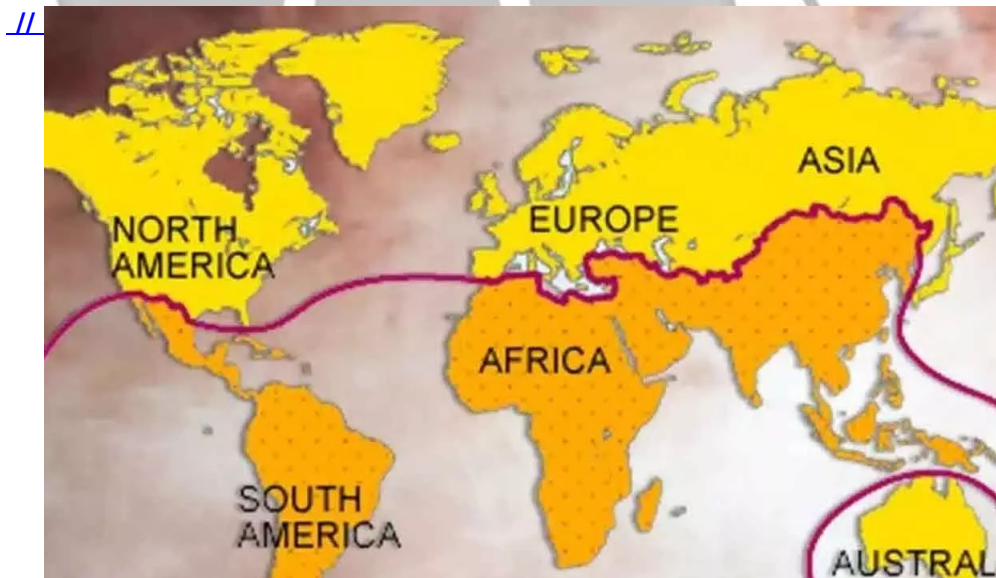 //
ASIA
EUROPE
NORTH
AMERICA
AFRICA
SOUTH
AMERICA
AUSTRAL